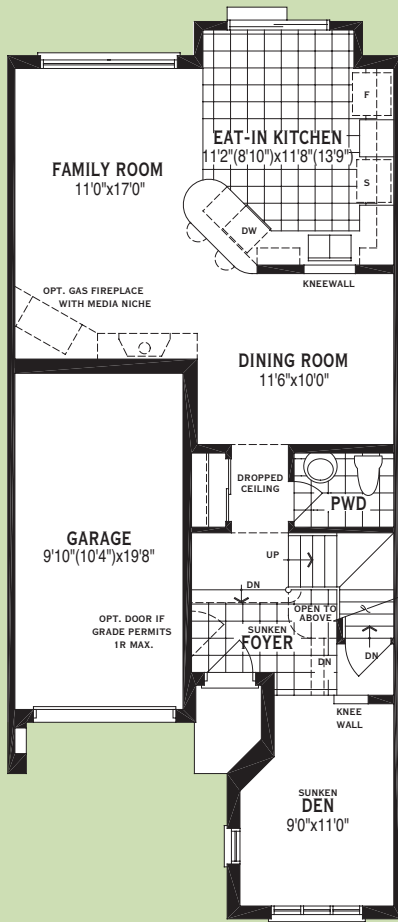 F
EAT-IN KITCHEN
11'2"(8'10")x11'8"(13'9")
FAMILY ROOM
11'0"x17'0"
S
DW
KNEEWALL
OPT. GAS FIREPLACE
WITH MEDIA NICHE
DINING ROOM
11'6"x10'0"
DROPPED
CEILING
PWD
GARAGE
9'10"(10'4")x19'8"
UP
DN
OPEN TO
ABOVE
OPT. DOOR IF
GRADE PERMITS
1R MAX.
SUNKEN
FOYER
DN
DN
KNEE
WALL
SUNKEN
DEN
9'0"x11'0"